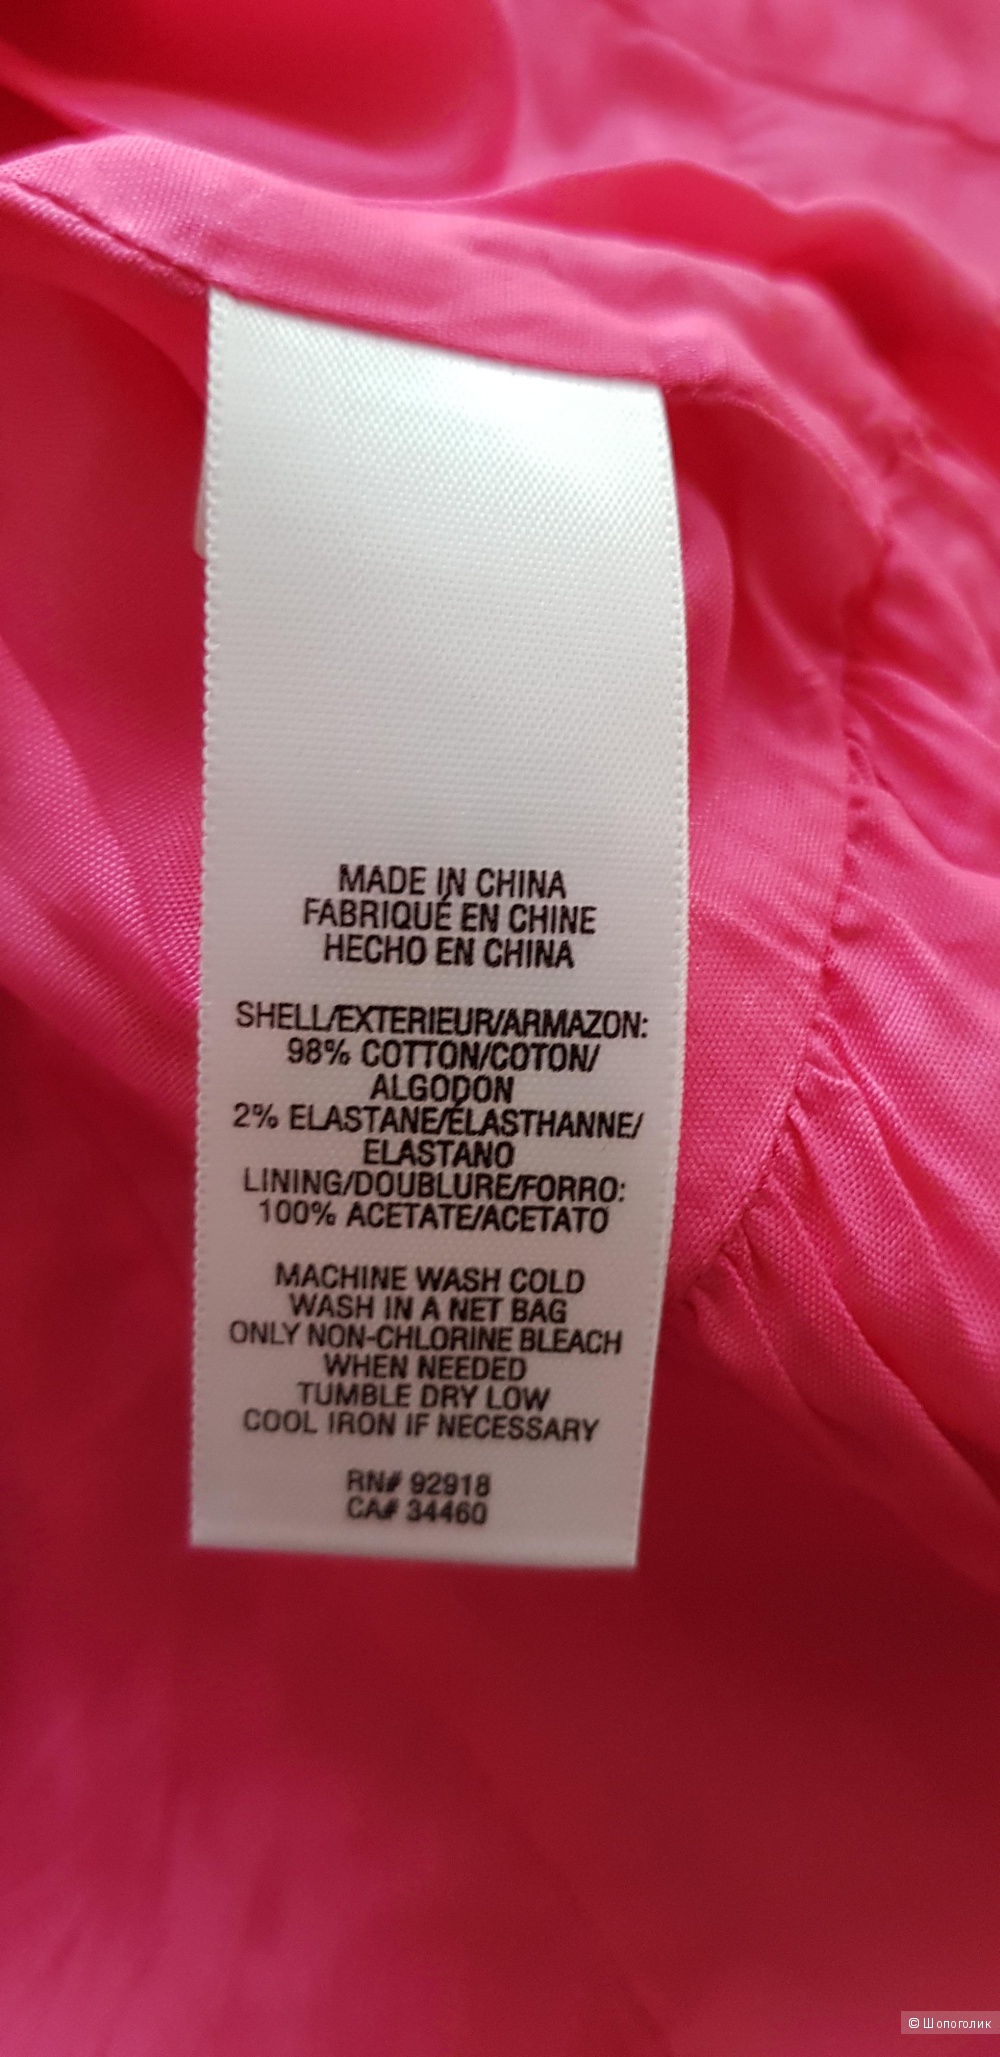 MADE IN CHINA
FABRIQUÉ EN CHINE
HECHO EN CHINA
SHELL/EXTERIEUR/ARMAZON:
98% COTTON/COTON/
ALGODON
2% ELASTANE/ÉLASTHANNE/
ELASTANO
LINING/DOUBLURE/FORRO:
100% ACETATE/ACETATO
MACHINE WASH COLD
WASH IN A NET BAG
ONLY NON-CHLORINE BLEACH
WHEN NEEDED
TUMBLE DRY LOW
COOL IRON IF NECESSARY
RN# 92918
CA# 34460
© Шопоголик